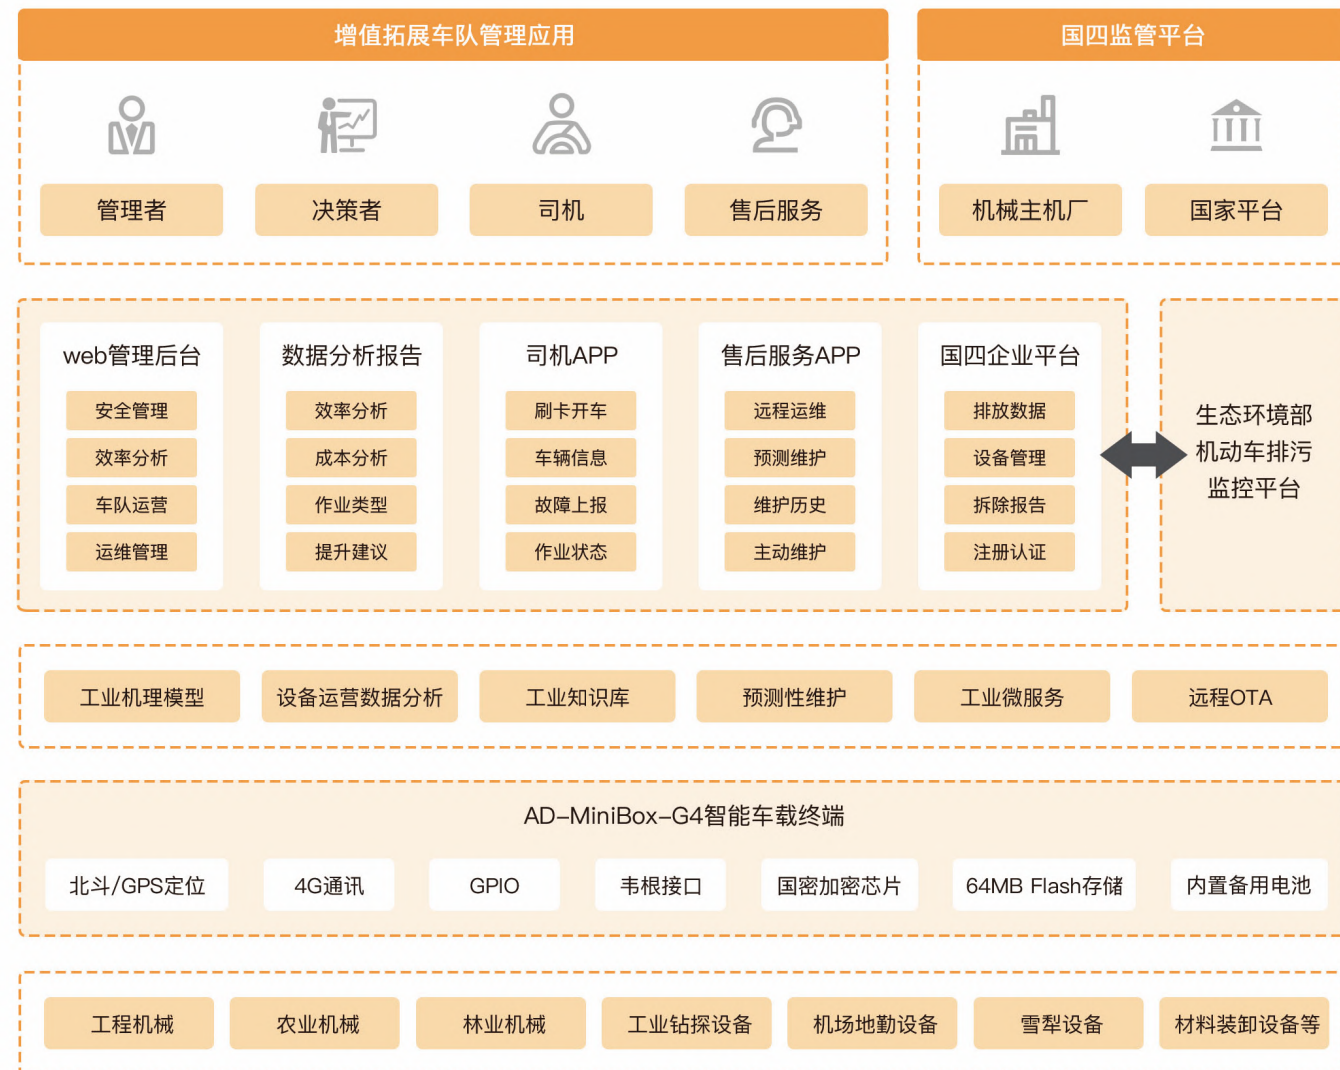 增值拓展车队管理应用
国四监管平台
管理者
决策者
司机
售后服务
机械主机厂
国家平台
web管理后台
安全管理
效率分析
车队运营
运维管理
数据分析报告
效率分析
成本分析
作业类型
提升建议
司机APP
刷卡开车
车辆信息
故障上报
作业状态
售后服务APP
远程运维
预测维护
维护历史
主动维护
国四企业平台
排放数据
设备管理
拆除报告
注册认证
生态环境部
机动车排污
监控平台
工业机理模型
设备运营数据分析
工业知识库
预测性维护
工业微服务
远程OTA
AD-MiniBox-G4智能车载终端
北斗/GPS定位
4G通讯
GPIO
韦根接口
国密加密芯片
64MB Flash存储
内置备用电池
工程机械
农业机械
林业机械
工业钻探设备
机场地勤设备
雪犁设备
材料装卸设备等